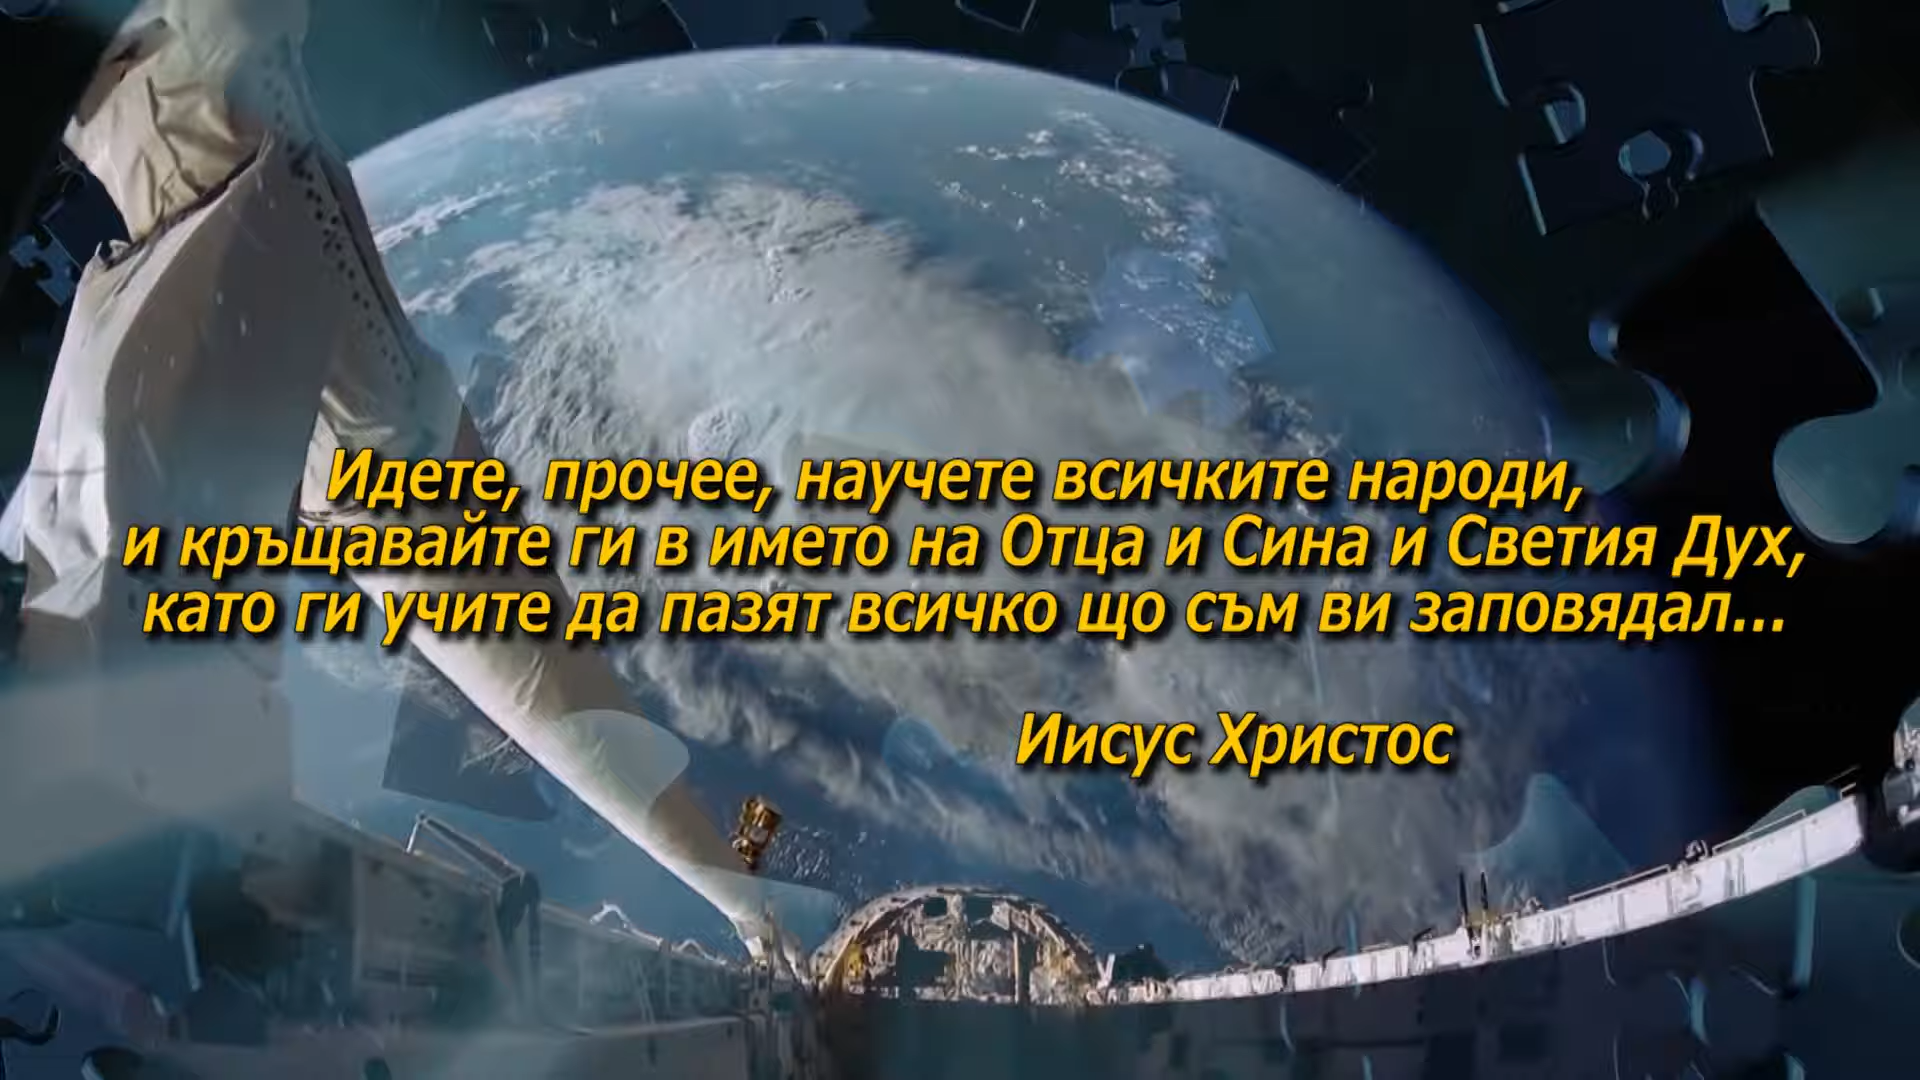 Идете, прочее, научете всичките народи,
и кръщавайте ги в името на Отца и Сина и Светия Дух,
като ги учите да пазят всичко що съм ви заповядал...
Иисус Христос